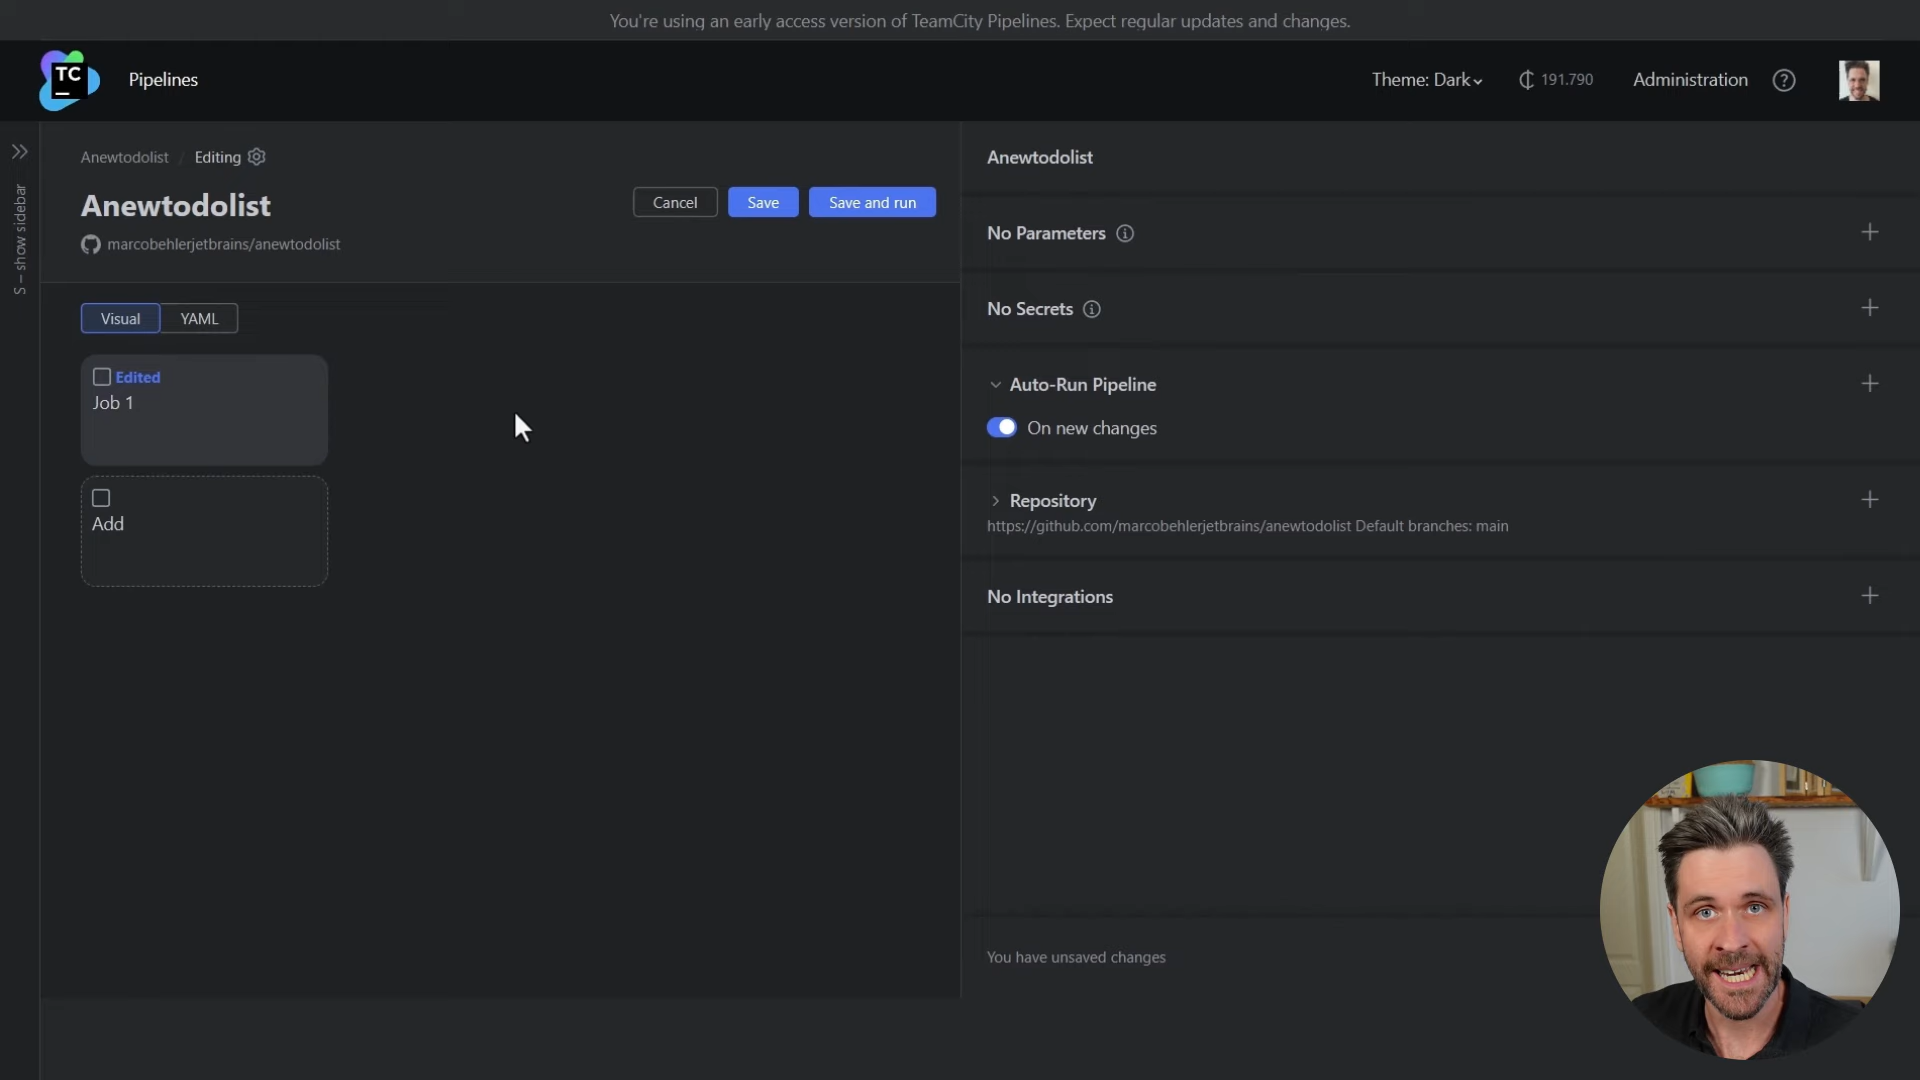 You're using an early access version of TeamCity Pipelines. Expect regular updates and changes.
TC
Pipelines
Theme: Dark
191.790
Administration
?
S – show sidebar
Anewtodolist / Editing
Anewtodolist
Cancel
Save
Save and run
marcobehlerjetbrains/anewtodolist
Visual
YAML
Edited
Job 1
Add
Anewtodolist
No Parameters
No Secrets
Auto-Run Pipeline
On new changes
Repository
https://github.com/marcobehlerjetbrains/anewtodolist Default branches: main
No Integrations
You have unsaved changes